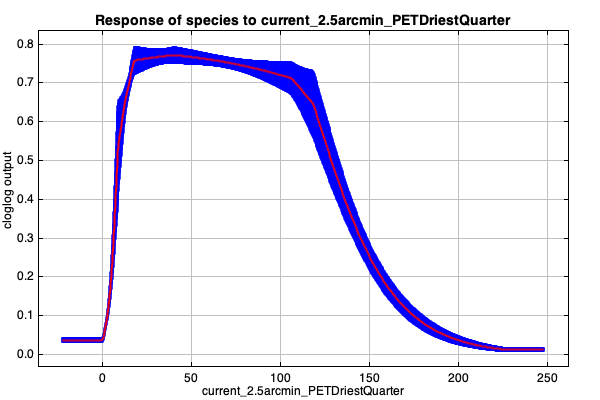 Response of species to current_2.5arcmin_PETDriestQuarter
0.8
0.7
0.6
0.5
0.4
0.3
0.2
0.1
0.0
cloglog output
0 50 100 150 200 250
current_2.5arcmin_PETDriestQuarter